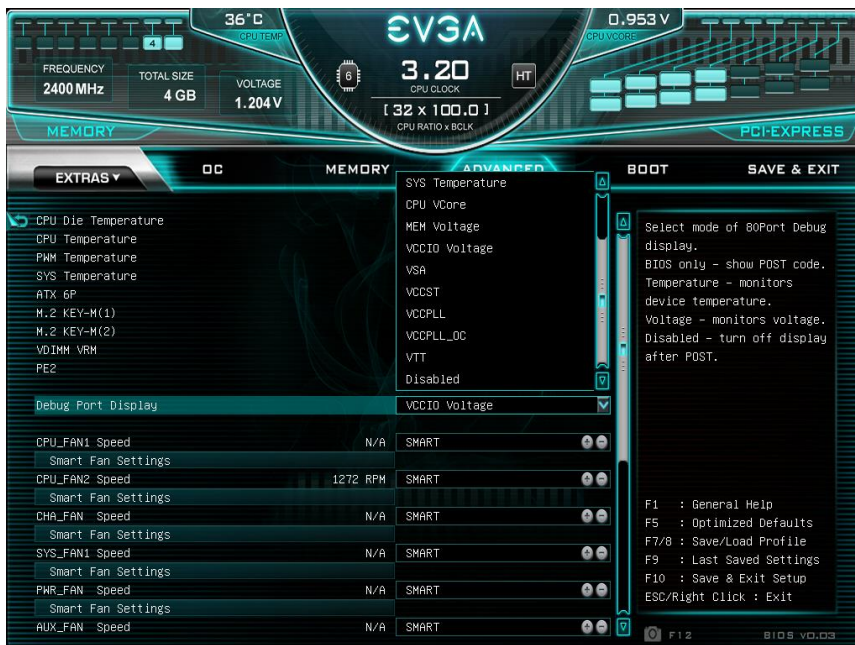 36°C
CPU TEMP
EVGA
0.953 V
CPU VCORE
4
FREQUENCY
2400 MHz
TOTAL SIZE
4 GB
VOLTAGE
1.204 V
6
3.20
CPU CLOCK
HT
[ 32 x 100.0 ]
CPU RATIO x BCLK
MEMORY
PCI-EXPRESS
EXTRAS
OC
MEMORY
ADVANCED
BOOT
SAVE & EXIT
CPU Die Temperature
CPU Temperature
PWM Temperature
SYS Temperature
ATX 6P
M.2 KEY-M(1)
M.2 KEY-M(2)
VDIMM VRM
PE2
SYS Temperature
CPU VCore
MEM Voltage
VCCIO Voltage
VSA
VCCST
VCCPLL
VCCPLL_OC
VTT
Disabled
Debug Port Display VCCIO Voltage
CPU_FAN1 Speed N/A SMART
Smart Fan Settings
CPU_FAN2 Speed 1272 RPM SMART
Smart Fan Settings
CHA_FAN Speed N/A SMART
Smart Fan Settings
SYS_FAN1 Speed N/A SMART
Smart Fan Settings
PWR_FAN Speed N/A SMART
Smart Fan Settings
AUX_FAN Speed N/A SMART
Select mode of 80Port Debug
display.
BIOS only - show POST code.
Temperature - monitors
device temperature.
Voltage - monitors voltage.
Disabled - turn off display
after POST.
F1 : General Help
F5 : Optimized Defaults
F7/8 : Save/Load Profile
F9 : Last Saved Settings
F10 : Save & Exit Setup
ESC/Right Click : Exit
F12
BIOS v0.03